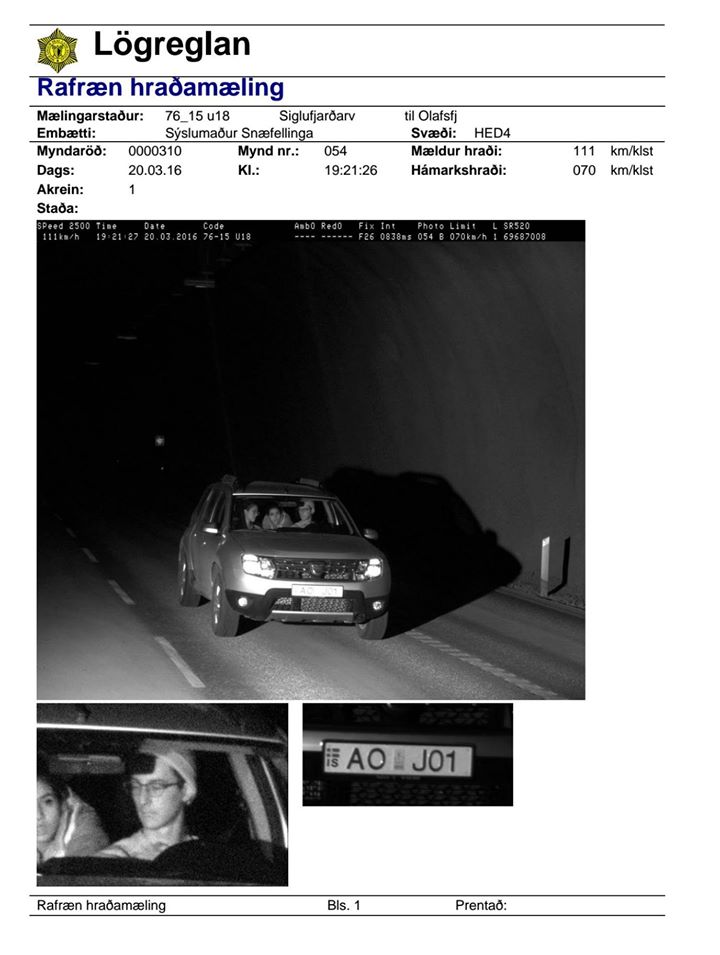 Lögreglan
Rafræn hraðamæling
Mælingarstaður: 76_15 u18 Siglufjarðarv til Olafsfj
Embætti: Sýslumaður Snæfellinga Svæði: HED4
Myndaröð: 0000310 Mynd nr.: 054 Mældur hraði: 111 km/klst
Dags: 20.03.16 Kl.: 19:21:26 Hámarkshraði: 070 km/klst
Akrein: 1
Staða:
SPeed 2500 Time Date Code Amb0 Red0 Fix Int Photo Limit L SR520
111km/h 19:21:27 20.03.2016 76-15 U18 ---- ------ F26 0838ms 054 B 070km/h 1 69687008
AO J01
IS AO J01
Rafræn hraðamæling Bls. 1 Prentað: